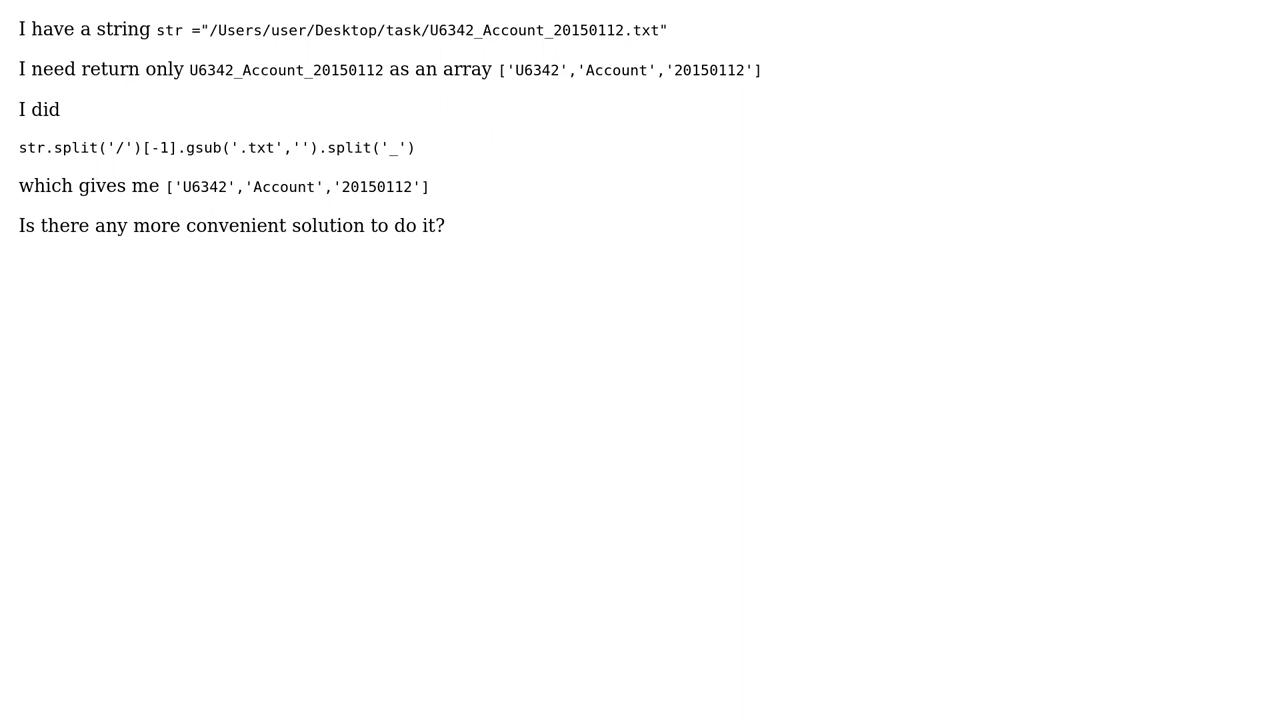 I have a string str ="/Users/user/Desktop/task/U6342_Account_20150112.txt"
I need return only U6342_Account_20150112 as an array ['U6342','Account','20150112']
I did
str.split('/')[-1].gsub('.txt','').split('_')
which gives me ['U6342','Account','20150112']
Is there any more convenient solution to do it?